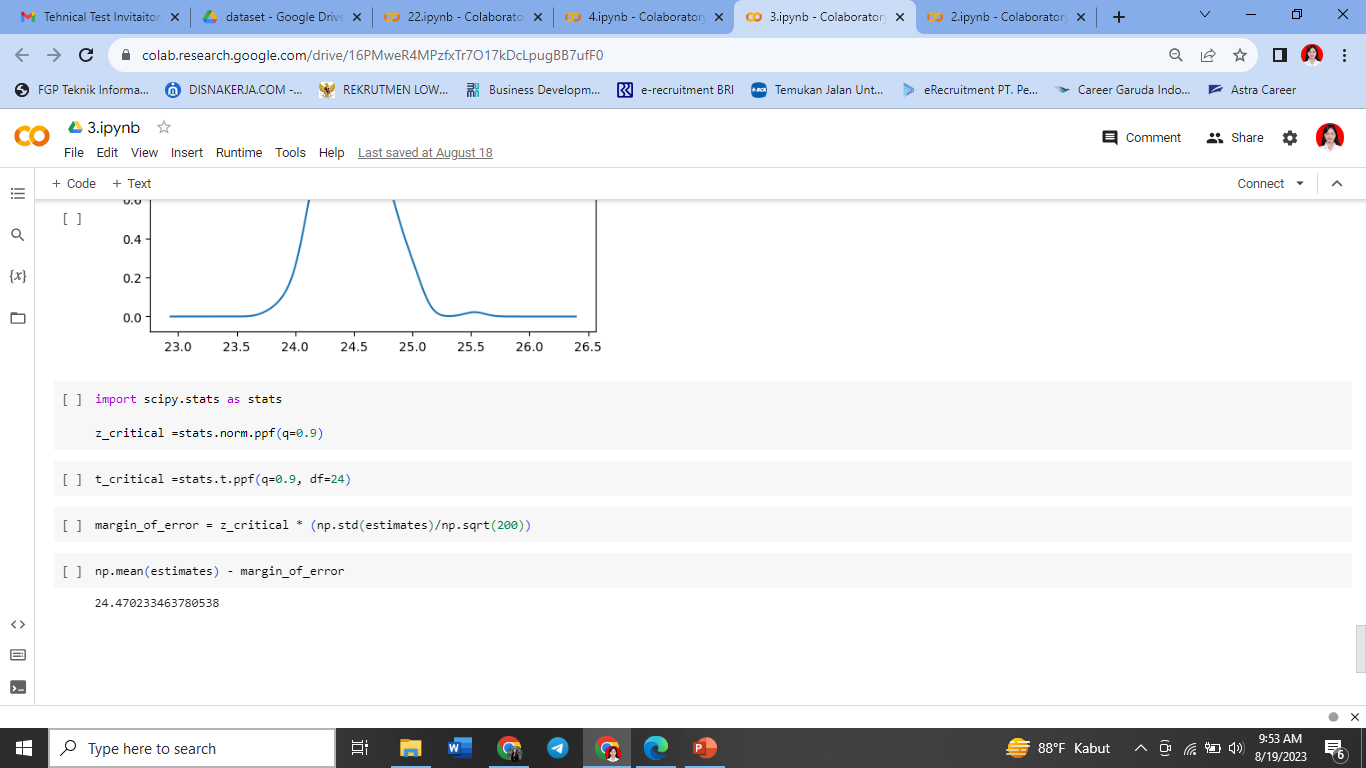 Tehnical Test Invitaiton
dataset - Google Drive
22.ipynb - Colaborato
4.ipynb - Colaboratory
3.ipynb - Colaboratory
2.ipynb - Colaboratory
colab.research.google.com/drive/16PMweR4MPzfxTr7O17kDcLpugBB7ufF0
FGP Teknik Informa...
DISNAKERJA.COM -...
REKRUTMEN LOW...
Business Developm...
e-recruitment BRI
Temukan Jalan Unt...
eRecruitment PT. Pe...
Career Garuda Indo...
Astra Career
3.ipynb
Comment
Share
File Edit View Insert Runtime Tools Help Last saved at August 18
+ Code + Text
Connect
[ ]
0.6
0.4
0.2
0.0
23.0 23.5 24.0 24.5 25.0 25.5 26.0 26.5
[ ] import scipy.stats as stats
z_critical =stats.norm.ppf(q=0.9)
[ ] t_critical =stats.t.ppf(q=0.9, df=24)
[ ] margin_of_error = z_critical * (np.std(estimates)/np.sqrt(200))
[ ] np.mean(estimates) - margin_of_error
24.470233463780538
Type here to search
88°F Kabut
9:53 AM
8/19/2023
6